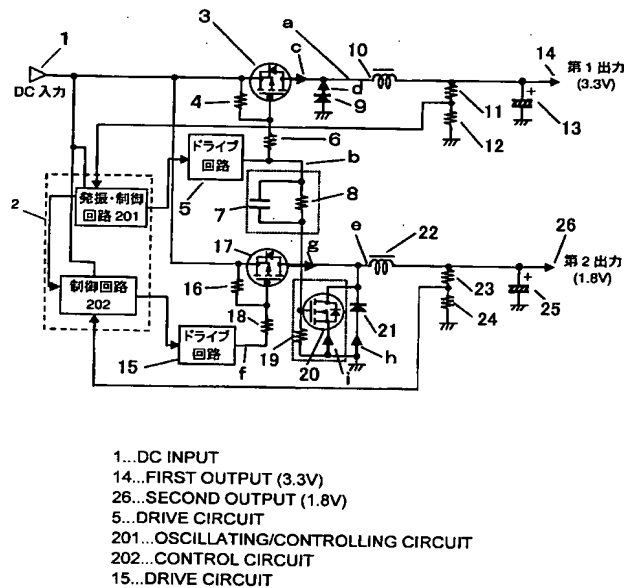 1
DC 入力
3
a
c
10
14
第1出力
(3.3V)
d
9
4
11
12
13
6
ドライブ
回路
5
b
2
発振・制御
回路 201
7
8
17
g
e
22
26
第2出力
(1.8V)
制御回路
202
16
18
23
24
25
21
15
ドライブ
回路
f
19
20
i
h
1...DC INPUT
14...FIRST OUTPUT (3.3V)
26...SECOND OUTPUT (1.8V)
5...DRIVE CIRCUIT
201...OSCILLATING/CONTROLLING CIRCUIT
202...CONTROL CIRCUIT
15...DRIVE CIRCUIT